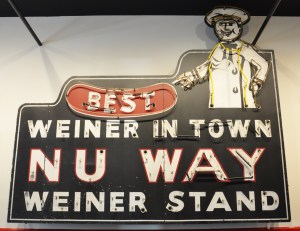 BEST
WEINER IN TOWN
NU WAY
WEINER STAND